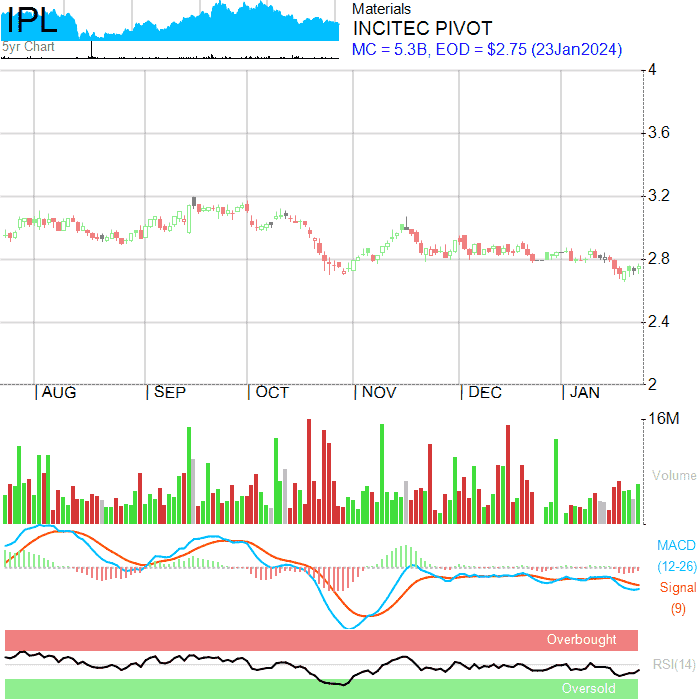 IPL
5yr Chart
Materials
INCITEC PIVOT
MC = 5.3B, EOD = $2.75 (23Jan2024)
4
3.6
3.2
2.8
2.4
2
AUG SEP OCT NOV DEC JAN
16M
Volume
MACD
(12-26)
Signal
(9)
Overbought
RSI(14)
Oversold